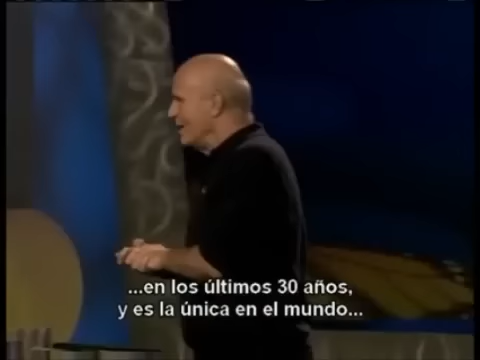 ...en los últimos 30 años,
y es la única en el mundo...